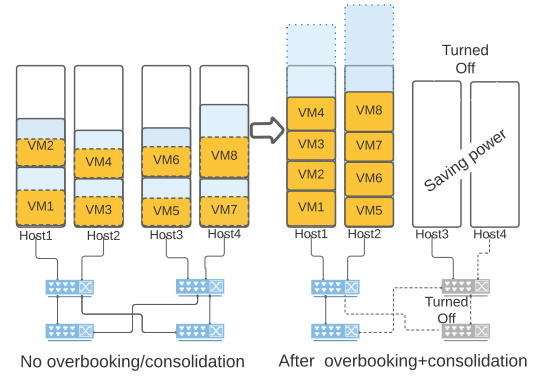 Turned
Off
VM2
VM1
VM4
VM3
VM6
VM5
VM8
VM7
VM4
VM3
VM2
VM1
VM8
VM7
VM6
VM5
Saving power
Host1
Host2
Host3
Host4
Host1
Host2
Host3
Host4
Turned
Off
No overbooking/consolidation
After overbooking+consolidation